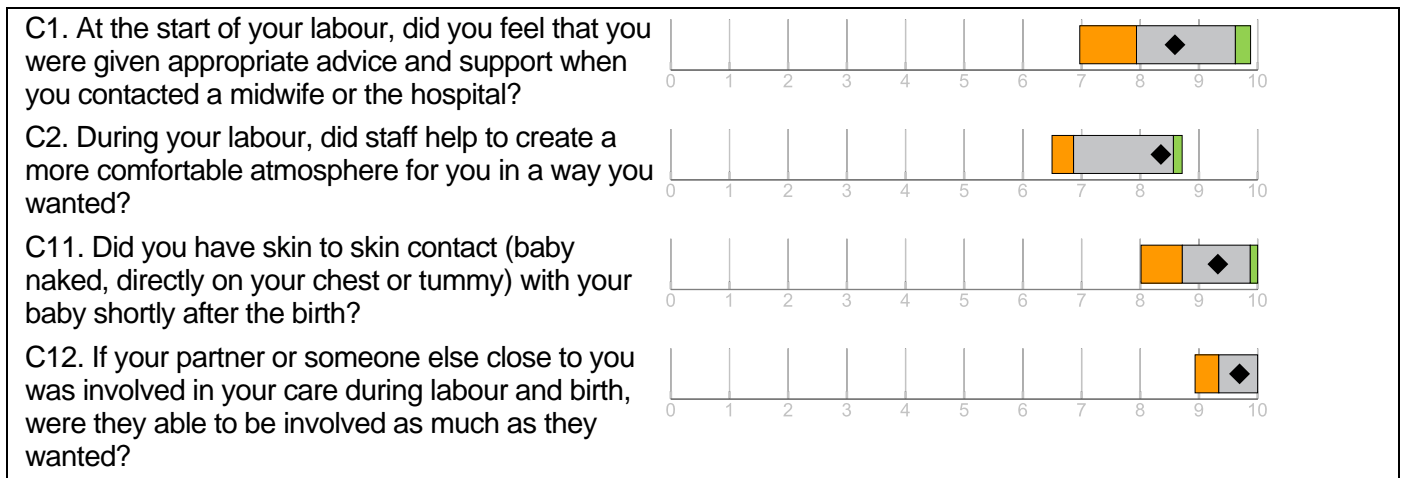 C1. At the start of your labour, did you feel that you
were given appropriate advice and support when
you contacted a midwife or the hospital?
0 1 2 3 4 5 6 7 8 9 10
C2. During your labour, did staff help to create a
more comfortable atmosphere for you in a way you
wanted?
0 1 2 3 4 5 6 7 8 9 10
C11. Did you have skin to skin contact (baby
naked, directly on your chest or tummy) with your
baby shortly after the birth?
0 1 2 3 4 5 6 7 8 9 10
C12. If your partner or someone else close to you
was involved in your care during labour and birth,
were they able to be involved as much as they
wanted?
0 1 2 3 4 5 6 7 8 9 10